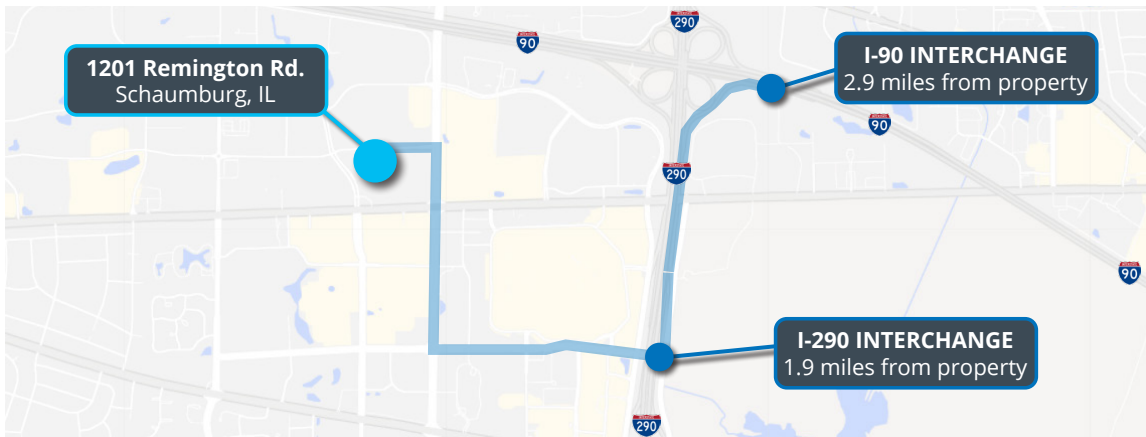 290
90
1201 Remington Rd.
Schaumburg, IL
I-90 INTERCHANGE
2.9 miles from property
90
290
90
I-290 INTERCHANGE
1.9 miles from property
290